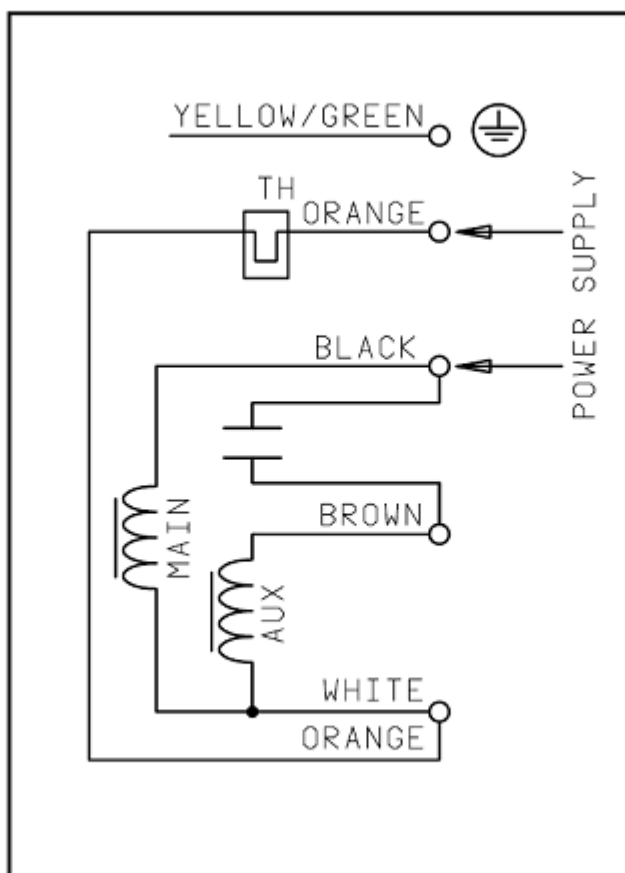 YELLOW/GREEN
TH
ORANGE
POWER SUPPLY
BLACK
BROWN
MAIN
AUX
WHITE
ORANGE